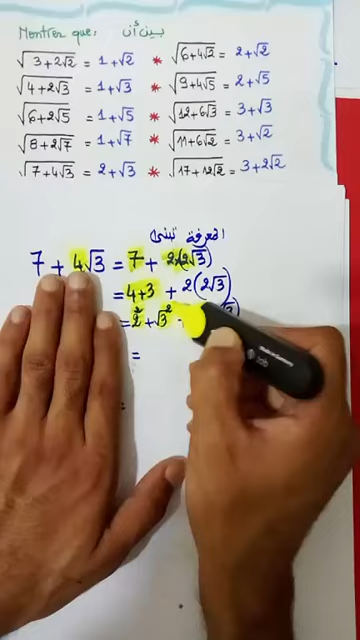 Montrer que: بين أن
√3+2√2 = 1+√2 * √6+4√2 = 2+√2
√4+2√3 = 1+√3 * √9+4√5 = 2+√5
√6+2√5 = 1+√5 * √12+6√3 = 3+√3
√8+2√7 = 1+√7 * √11+6√2 = 3+√2
√7+4√3 = 2+√3 * √17+12√2 = 3+2√2
المعرفة تبنى
7 + 4√3 = 7 + 2(2√3)
= 4+3 + 2(2√3)
= 2² + √3²
=